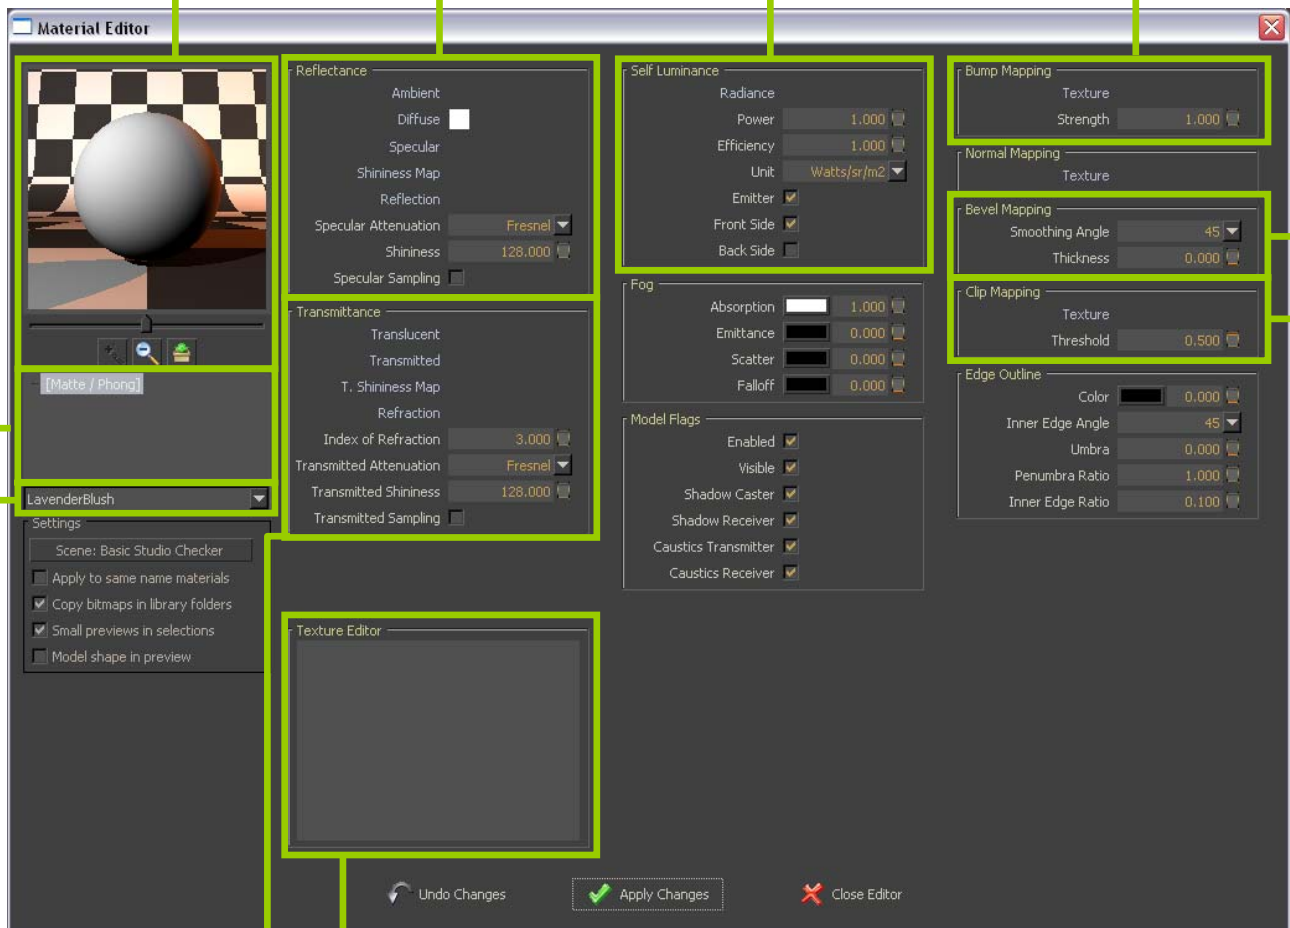 Material Editor
[Matte / Phong]
LavenderBlush
Settings
Scene: Basic Studio Checker
Apply to same name materials
Copy bitmaps in library folders
Small previews in selections
Model shape in preview
Reflectance
Ambient
Diffuse
Specular
Shininess Map
Reflection
Specular Attenuation Fresnel
Shininess 128.000
Specular Sampling
Transmittance
Translucent
Transmitted
T. Shininess Map
Refraction
Index of Refraction 3.000
Transmitted Attenuation Fresnel
Transmitted Shininess 128.000
Transmitted Sampling
Texture Editor
Self Luminance
Radiance
Power 1.000
Efficiency 1.000
Unit Watts/sr/m2
Emitter
Front Side
Back Side
Fog
Absorption 1.000
Emittance 0.000
Scatter 0.000
Falloff 0.000
Model Flags
Enabled
Visible
Shadow Caster
Shadow Receiver
Caustics Transmitter
Caustics Receiver
Bump Mapping
Texture
Strength 1.000
Normal Mapping
Texture
Bevel Mapping
Smoothing Angle 45
Thickness 0.000
Clip Mapping
Texture
Threshold 0.500
Edge Outline
Color 0.000
Inner Edge Angle 45
Umbra 0.000
Penumbra Ratio 1.000
Inner Edge Ratio 0.100
Undo Changes
Apply Changes
Close Editor